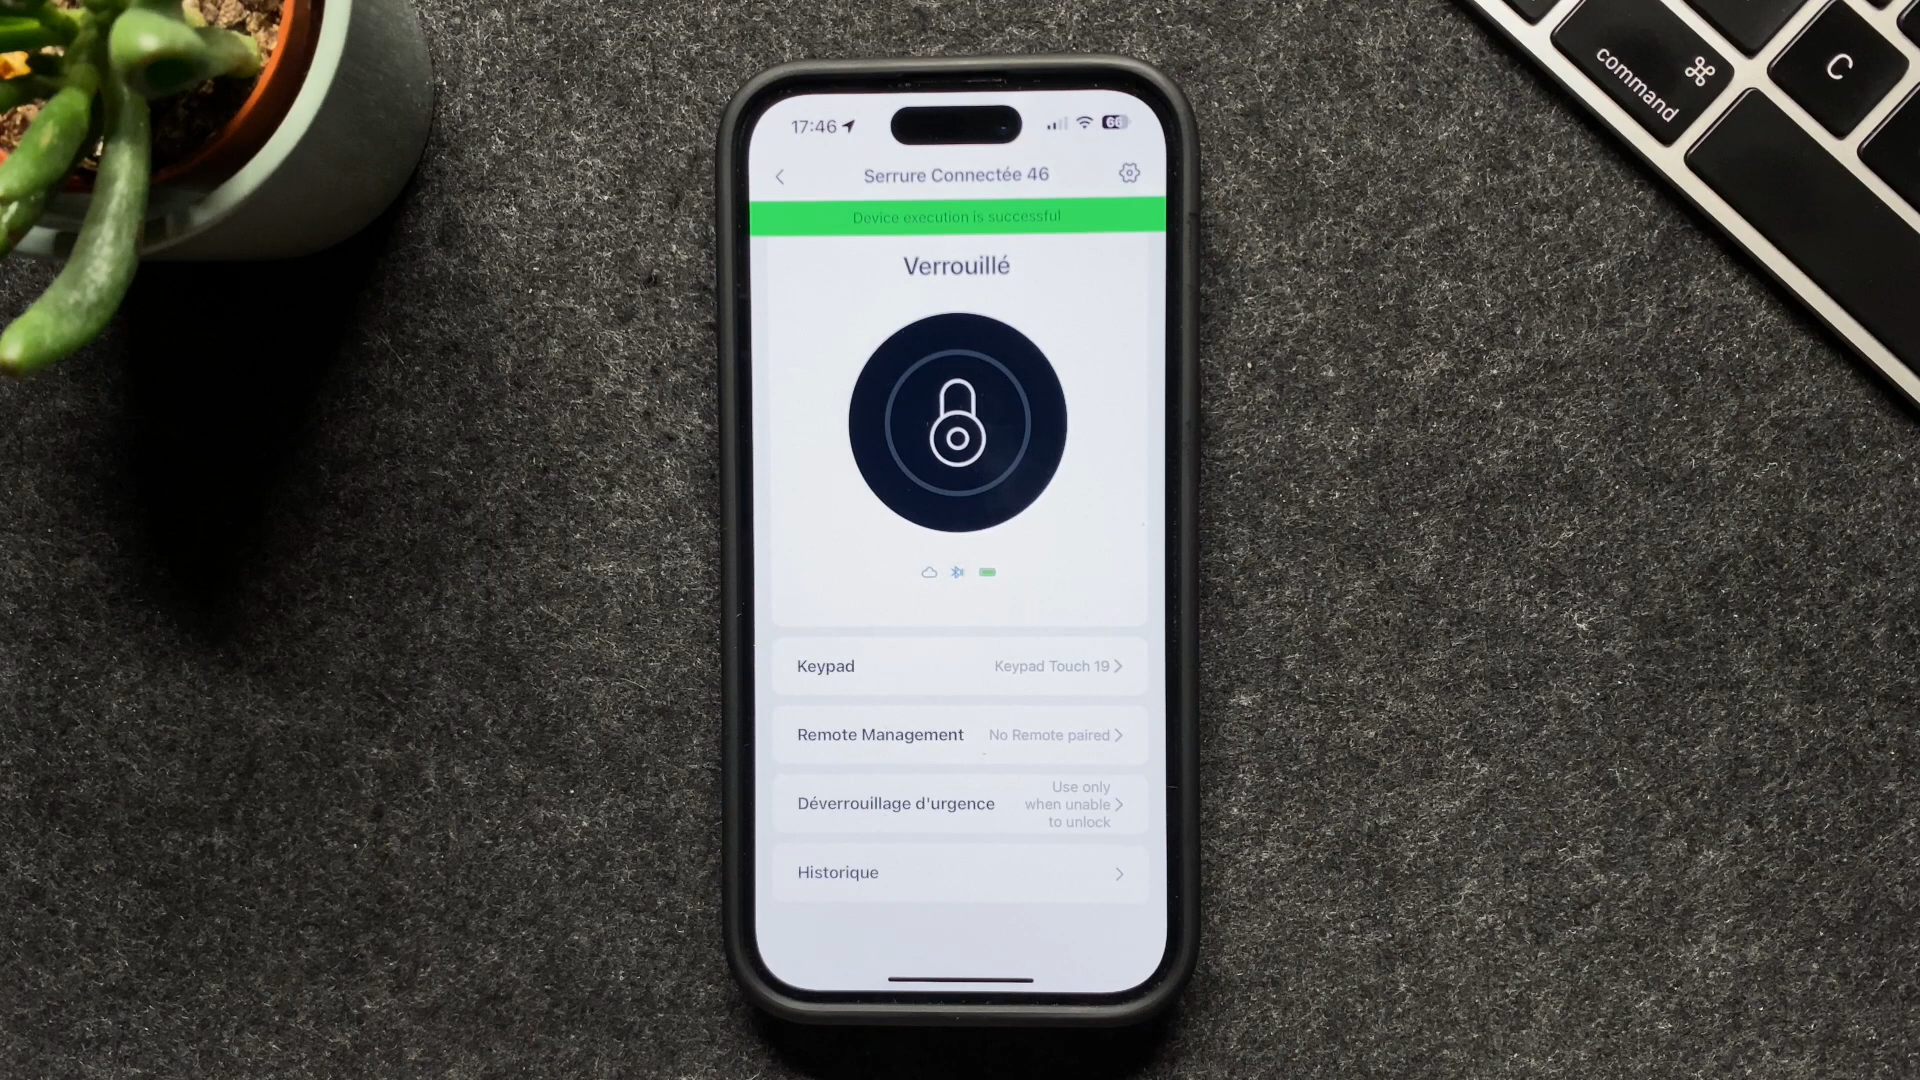 17:46
66
Serrure Connectée 46
Device execution is successful
Verrouillé
Keypad
Keypad Touch 19
Remote Management
No Remote paired
Déverrouillage d'urgence
Use only
when unable
to unlock
Historique
command
⌘
C